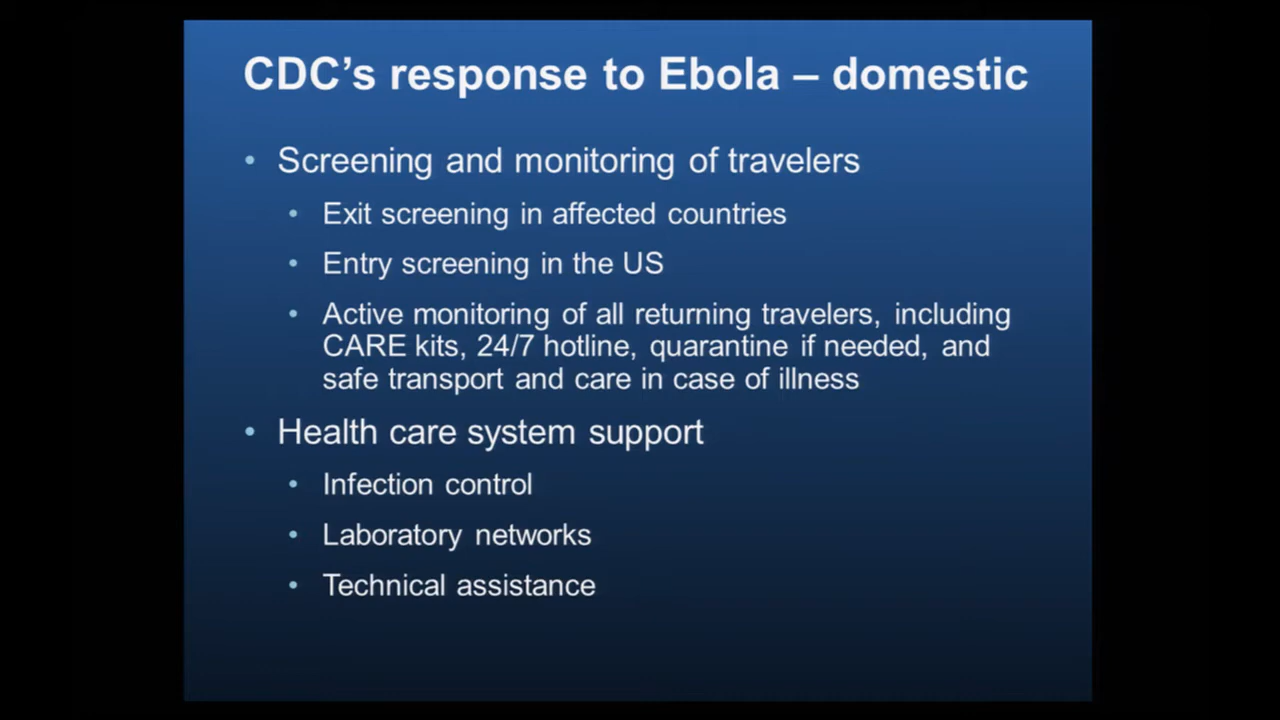 CDC’s response to Ebola – domestic
• Screening and monitoring of travelers
• Exit screening in affected countries
• Entry screening in the US
• Active monitoring of all returning travelers, including
CARE kits, 24/7 hotline, quarantine if needed, and
safe transport and care in case of illness
• Health care system support
• Infection control
• Laboratory networks
• Technical assistance